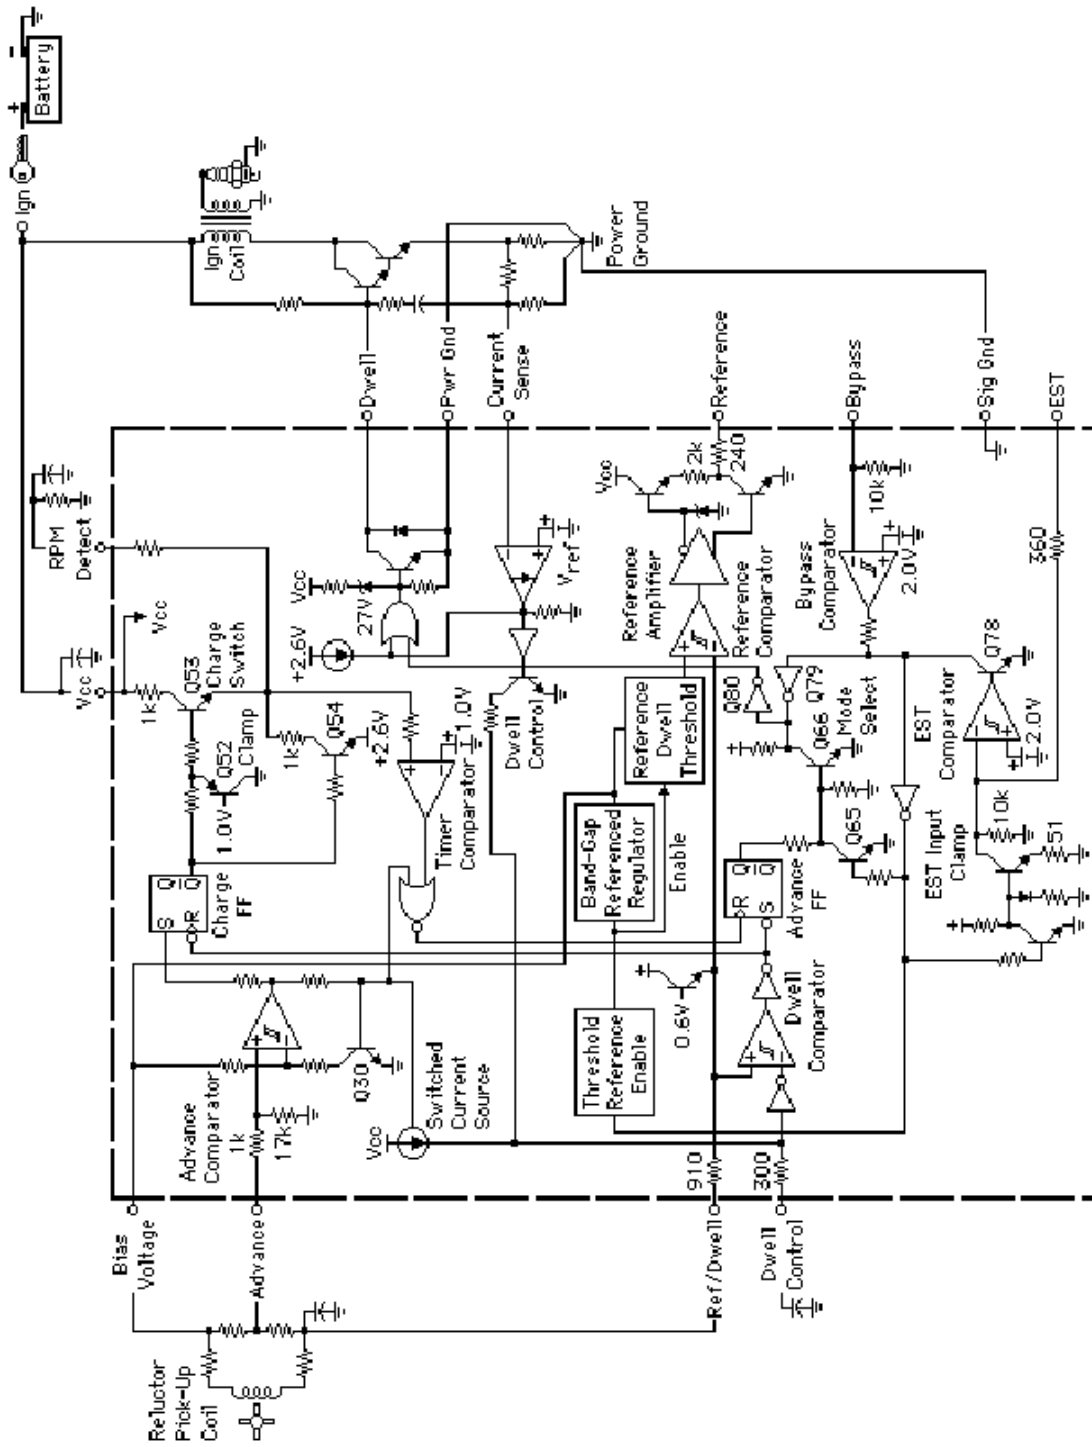 Reluctor
Pick-Up
Coil
Bias
Voltage
Advance
Ref/Dwell
Dwell
Control
Advance
Comparator
1k
17k
Q30
Vcc
Switched
Current
Source
910
300
Threshold
Reference
Enable
0.6V
+
Dwell
Comparator
S
R
Q
Q
Charge
FF
1.0V
Q52
Clamp
Q53
Charge
Switch
1k
Vcc
Vcc
1k
Q54
RPM
Detect
+2.6V
Timer
Comparator
1.0V
Band-Gap
Referenced
Regulator
Enable
Reference
Dwell
Threshold
R
S
Q
Q
Advance
FF
Q65
Q66
Mode
Select
Q79
Q80
EST Input
Clamp
51
10k
EST
Comparator
2.0V
Q78
360
Bypass
Comparator
2.0V
10k
Reference
Amplifier
Reference
Comparator
Vcc
2k
240
Dwell
Control
Vref
+2.6V
Vcc
27V
Dwell
Pwr Gnd
Current
Sense
Reference
Bypass
Sig Gnd
EST
Power
Ground
Ign
Coil
Ign
+
-
Battery